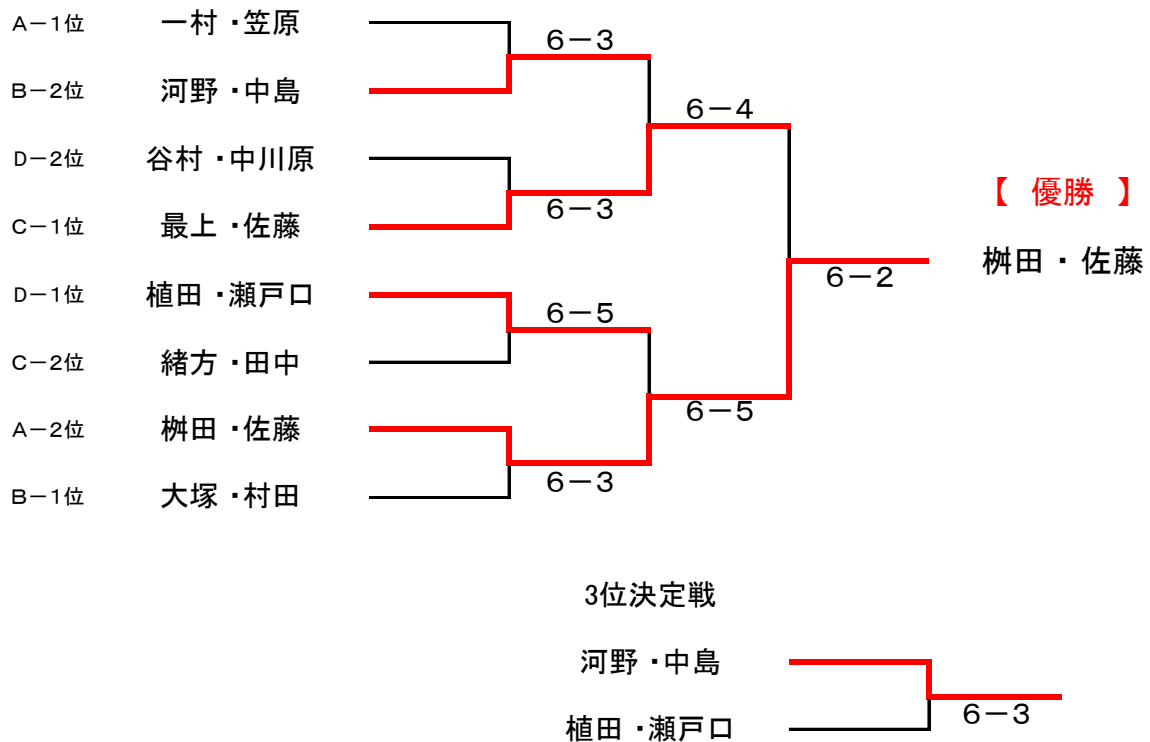 A－1位 一村・笠原
6－3
B－2位 河野・中島
6－4
D－2位 谷村・中川原
【 優勝 】
6－3
C－1位 最上・佐藤
桝田・佐藤
6－2
D－1位 植田・瀬戸口
6－5
C－2位 緒方・田中
6－5
A－2位 桝田・佐藤
6－3
B－1位 大塚・村田
3位決定戦
河野・中島
6－3
植田・瀬戸口